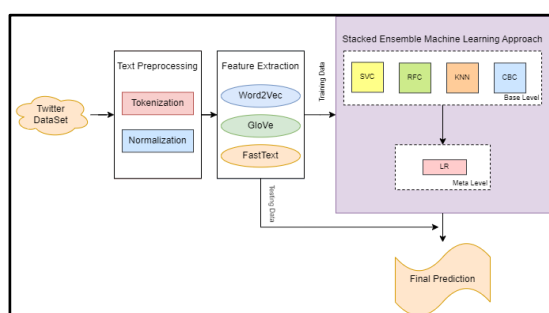 Stacked Ensemble Machine Learning Approach
Text Preprocessing
Feature Extraction
Training Data
SVC
RFC
KNN
CBC
Base Level
Twitter
DataSet
Tokenization
Normalization
Word2Vec
GloVe
FastText
LR
Meta Level
Testing Data
Final Prediction